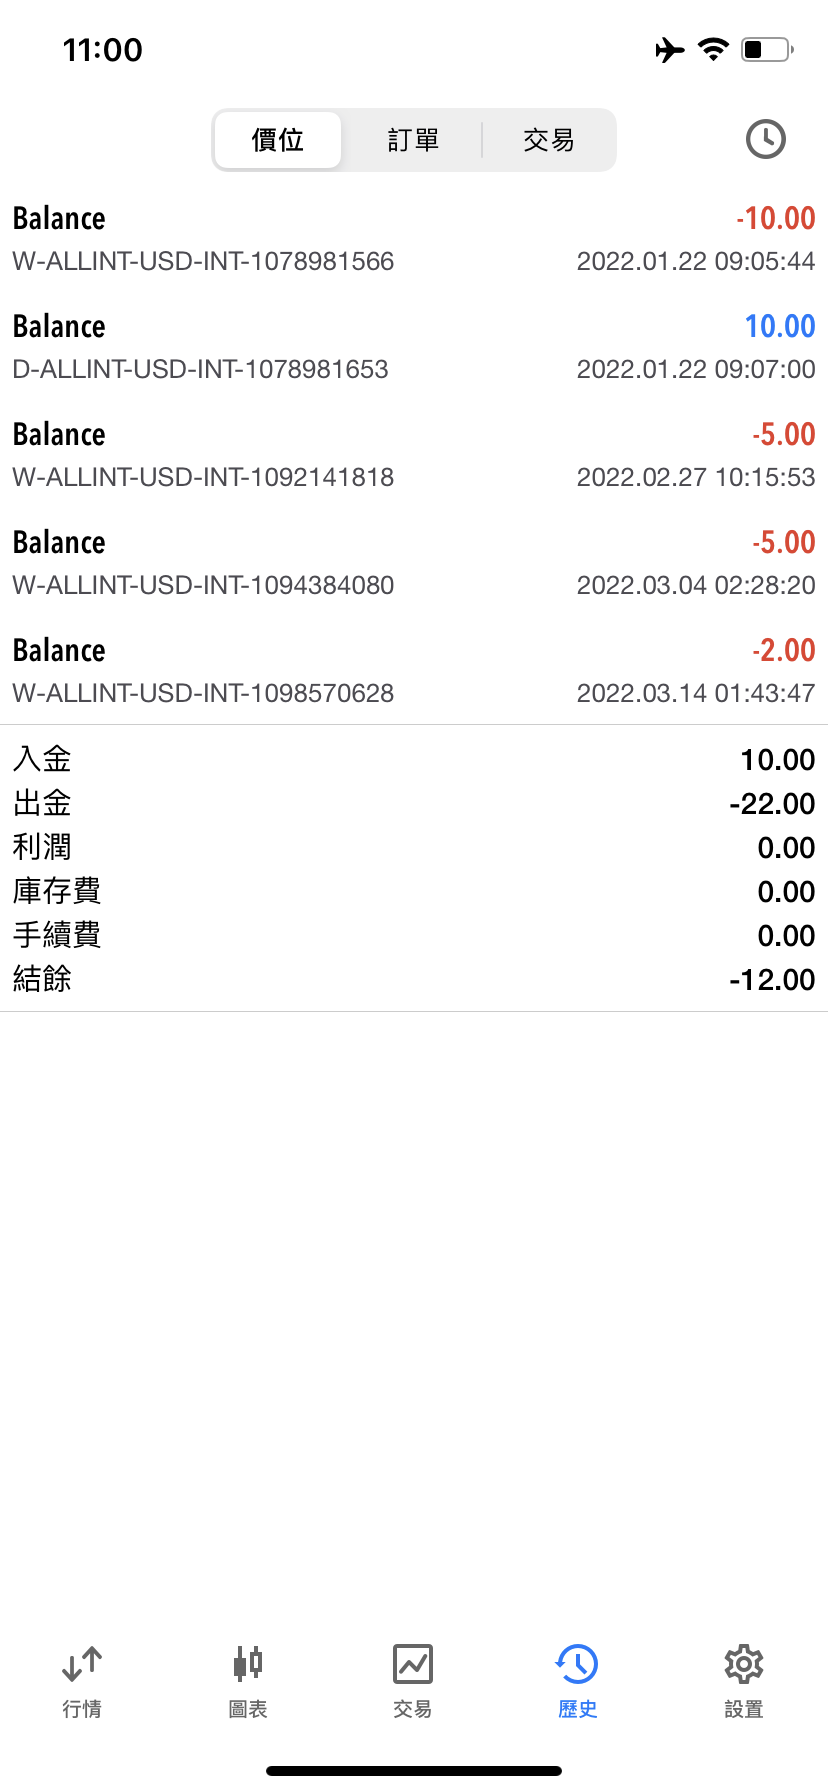 11:00
價位 訂單 交易
Balance -10.00
W-ALLINT-USD-INT-1078981566 2022.01.22 09:05:44
Balance 10.00
D-ALLINT-USD-INT-1078981653 2022.01.22 09:07:00
Balance -5.00
W-ALLINT-USD-INT-1092141818 2022.02.27 10:15:53
Balance -5.00
W-ALLINT-USD-INT-1094384080 2022.03.04 02:28:20
Balance -2.00
W-ALLINT-USD-INT-1098570628 2022.03.14 01:43:47
入金 10.00
出金 -22.00
利潤 0.00
庫存費 0.00
手續費 0.00
結餘 -12.00
行情 圖表 交易 歷史 設置